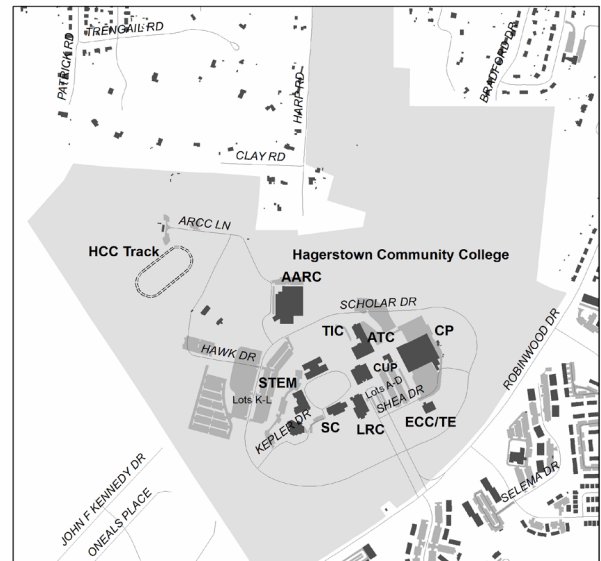 TRENGAIL RD
PATRICK RD
HARP RD
BRADFORD DR
CLAY RD
ARCC LN
HCC Track
Hagerstown Community College
AARC
SCHOLAR DR
TIC
ATC
CP
HAWK DR
ROBINWOOD DR
CUP
STEM
Lots A-D
Lots K-L
SHEA DR
KEPLER DR
SC
LRC
ECC/TE
JOHN F KENNEDY DR
ONEALS PLACE
SELEMA DR